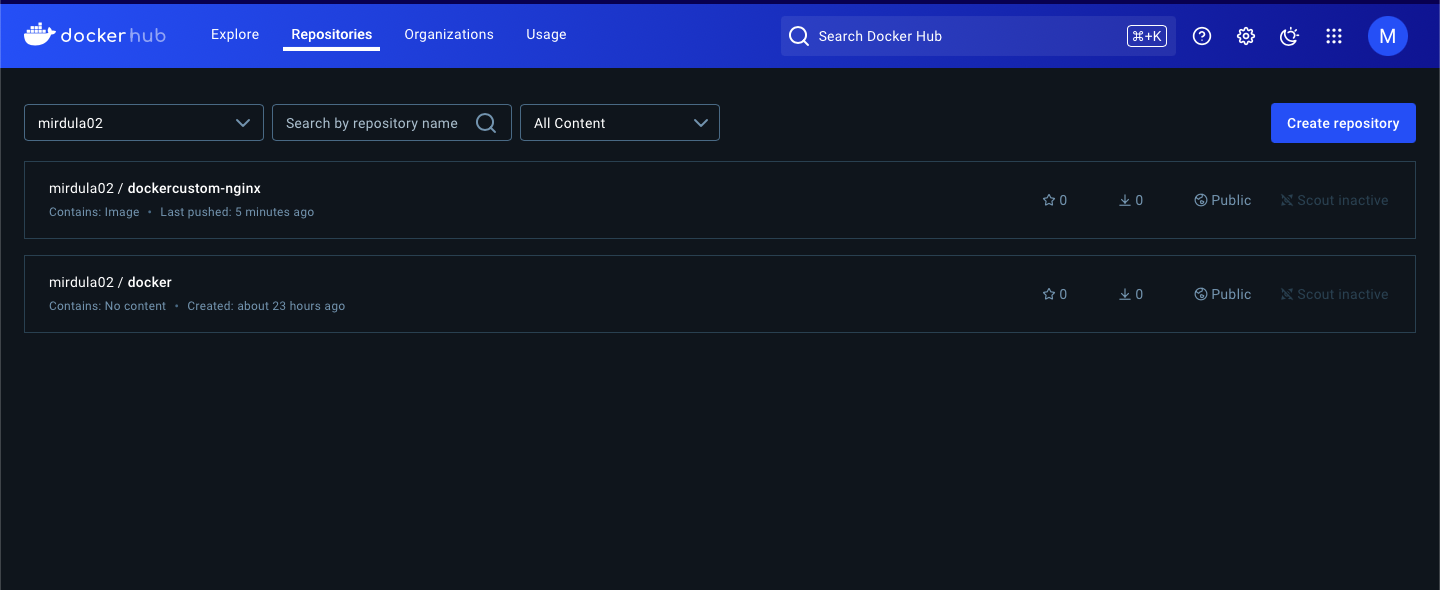 dockerhub Explore Repositories Organizations Usage Search Docker Hub ⌘+K M
mirdula02 Search by repository name All Content Create repository
mirdula02 / dockercustom-nginx
Contains: Image • Last pushed: 5 minutes ago
0 0 Public Scout inactive
mirdula02 / docker
Contains: No content • Created: about 23 hours ago
0 0 Public Scout inactive